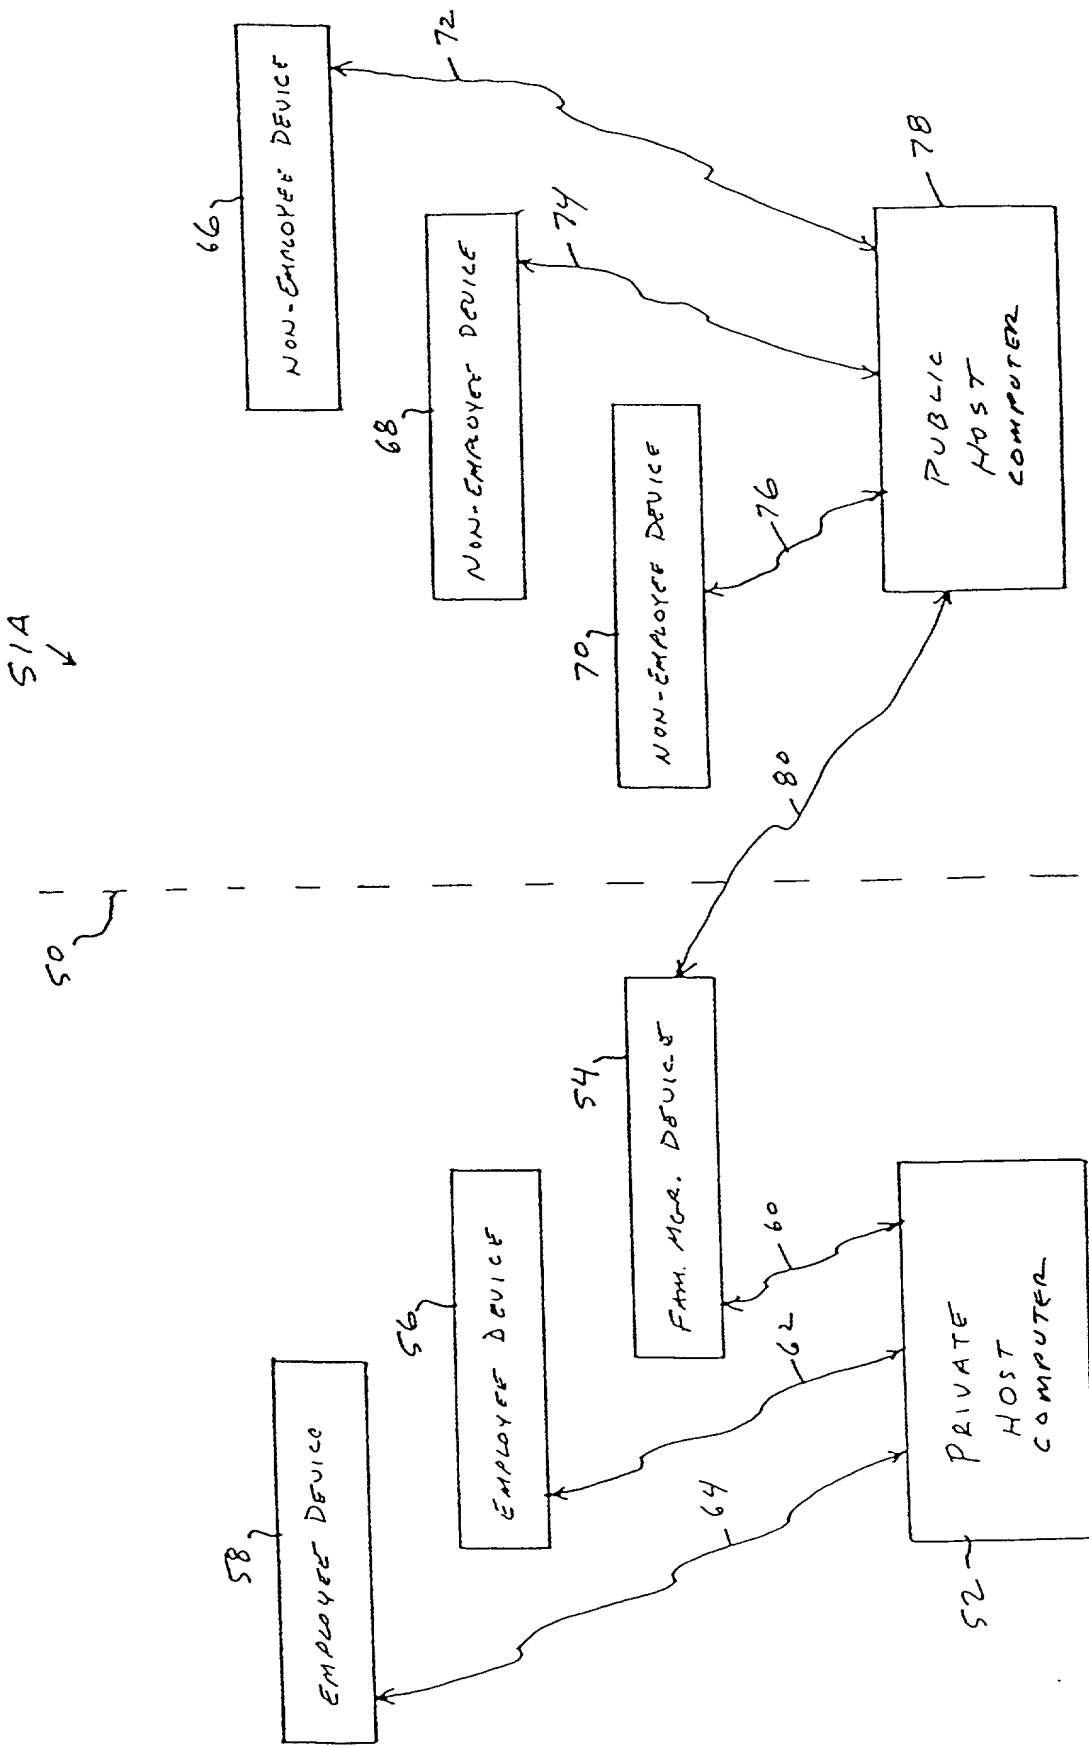 51A
50
66
58
NON-EMPLOYEE DEVICE
EMPLOYEE DEVICE
72
68
56
NON-EMPLOYEE DEVICE
EMPLOYEE DEVICE
74
70
54
NON-EMPLOYEE DEVICE
FAM. MGR. DEVICE
64
62
60
80
76
78
52
PRIVATE
HOST
COMPUTER
PUBLIC
HOST
COMPUTER